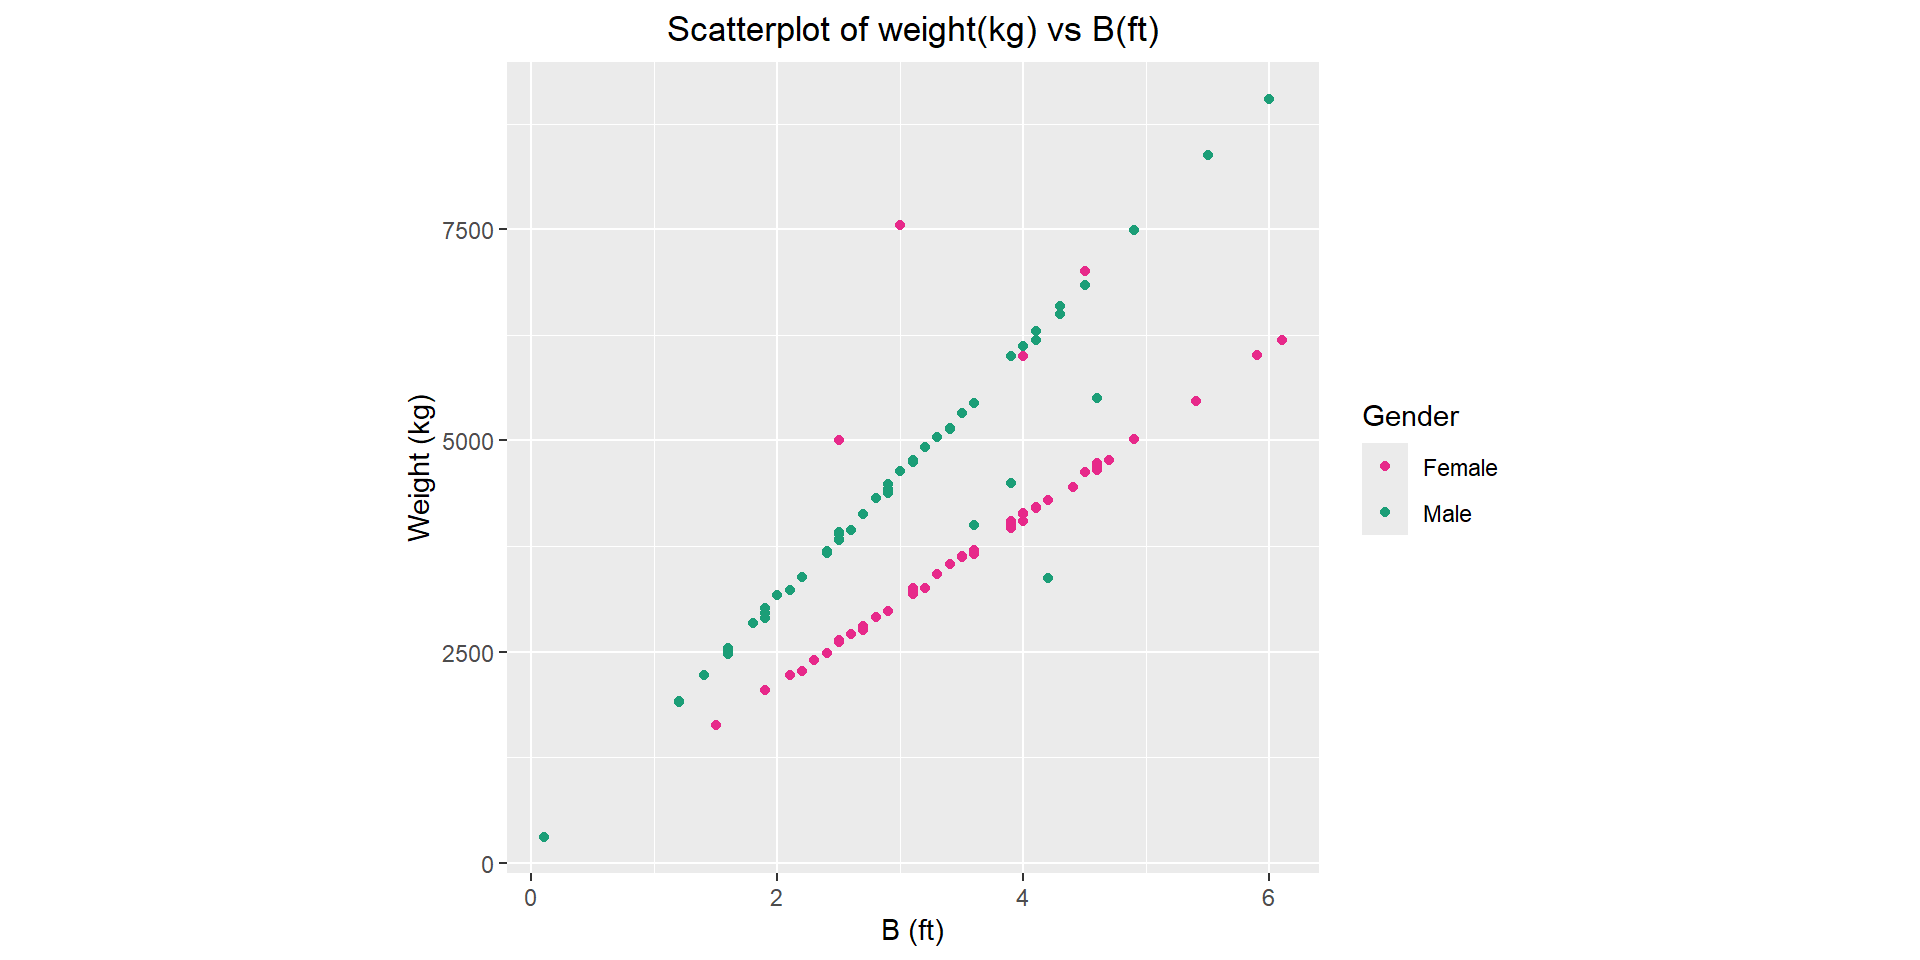 Scatterplot of weight(kg) vs B(ft)
Weight (kg)
7500
5000
2500
0
0 2 4 6
B (ft)
Gender
Female
Male